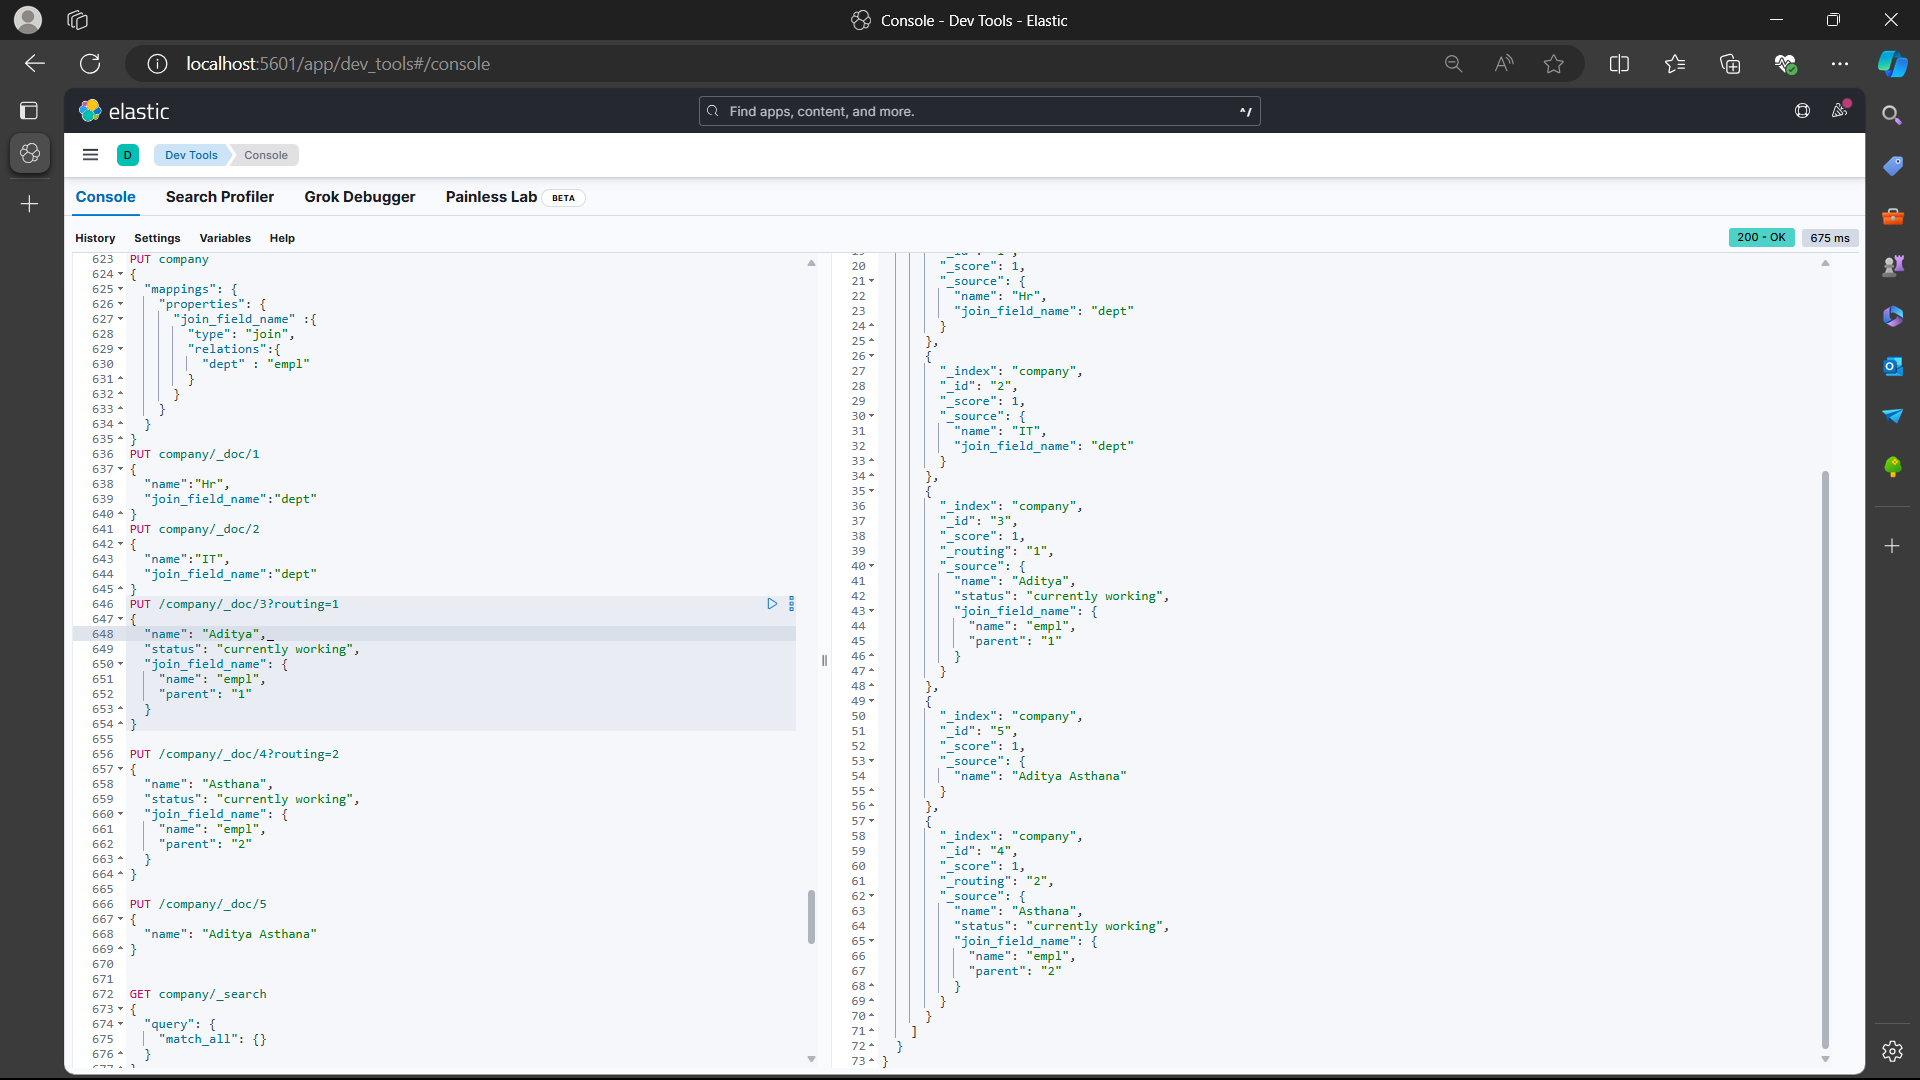 Console - Dev Tools - Elastic
localhost:5601/app/dev_tools#/console
elastic
Find apps, content, and more.
^/
D
Dev Tools
Console
Console
Search Profiler
Grok Debugger
Painless Lab
BETA
History
Settings
Variables
Help
200 - OK
675 ms
623 PUT company
624 {
625 "mappings": {
626 "properties": {
627 "join_field_name" :{
628 "type": "join",
629 "relations":{
630 "dept" : "empl"
631 }
632 }
633 }
634 }
635 }
636 PUT company/_doc/1
637 {
638 "name":"Hr",
639 "join_field_name":"dept"
640 }
641 PUT company/_doc/2
642 {
643 "name":"IT",
644 "join_field_name":"dept"
645 }
646 PUT /company/_doc/3?routing=1
647 {
648 "name": "Aditya",
649 "status": "currently working",
650 "join_field_name": {
651 "name": "empl",
652 "parent": "1"
653 }
654 }
655
656 PUT /company/_doc/4?routing=2
657 {
658 "name": "Asthana",
659 "status": "currently working",
660 "join_field_name": {
661 "name": "empl",
662 "parent": "2"
663 }
664 }
665
666 PUT /company/_doc/5
667 {
668 "name": "Aditya Asthana"
669 }
670
671
672 GET company/_search
673 {
674 "query": {
675 "match_all": {}
676 }
20 "_score": 1,
21 "_source": {
22 "name": "Hr",
23 "join_field_name": "dept"
24 }
25 },
26 {
27 "_index": "company",
28 "_id": "2",
29 "_score": 1,
30 "_source": {
31 "name": "IT",
32 "join_field_name": "dept"
33 }
34 },
35 {
36 "_index": "company",
37 "_id": "3",
38 "_score": 1,
39 "_routing": "1",
40 "_source": {
41 "name": "Aditya",
42 "status": "currently working",
43 "join_field_name": {
44 "name": "empl",
45 "parent": "1"
46 }
47 }
48 },
49 {
50 "_index": "company",
51 "_id": "5",
52 "_score": 1,
53 "_source": {
54 "name": "Aditya Asthana"
55 }
56 },
57 {
58 "_index": "company",
59 "_id": "4",
60 "_score": 1,
61 "_routing": "2",
62 "_source": {
63 "name": "Asthana",
64 "status": "currently working",
65 "join_field_name": {
66 "name": "empl",
67 "parent": "2"
68 }
69 }
70 }
71 ]
72 }
73 }